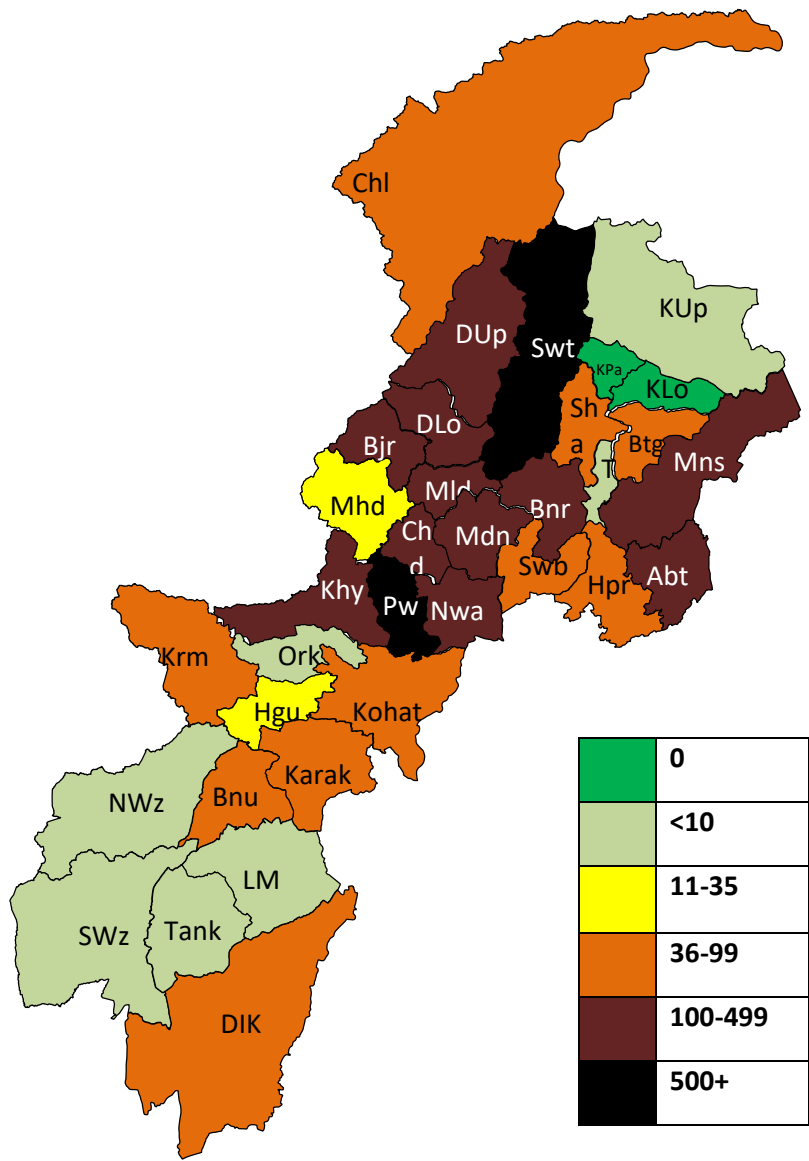 Chl
KUp
DUp
Swt
KPa
KLo
Sh
a
DLo
Btg
Bjr
Mns
T
Mld
Mhd
Bnr
Mdn
Ch
d
Swb
Abt
Hpr
Khy
Pw
Nwa
Krm
Ork
Hgu
Kohat
Karak
NWz
Bnu
LM
SWz
Tank
DIK
0
<10
11-35
36-99
100-499
500+